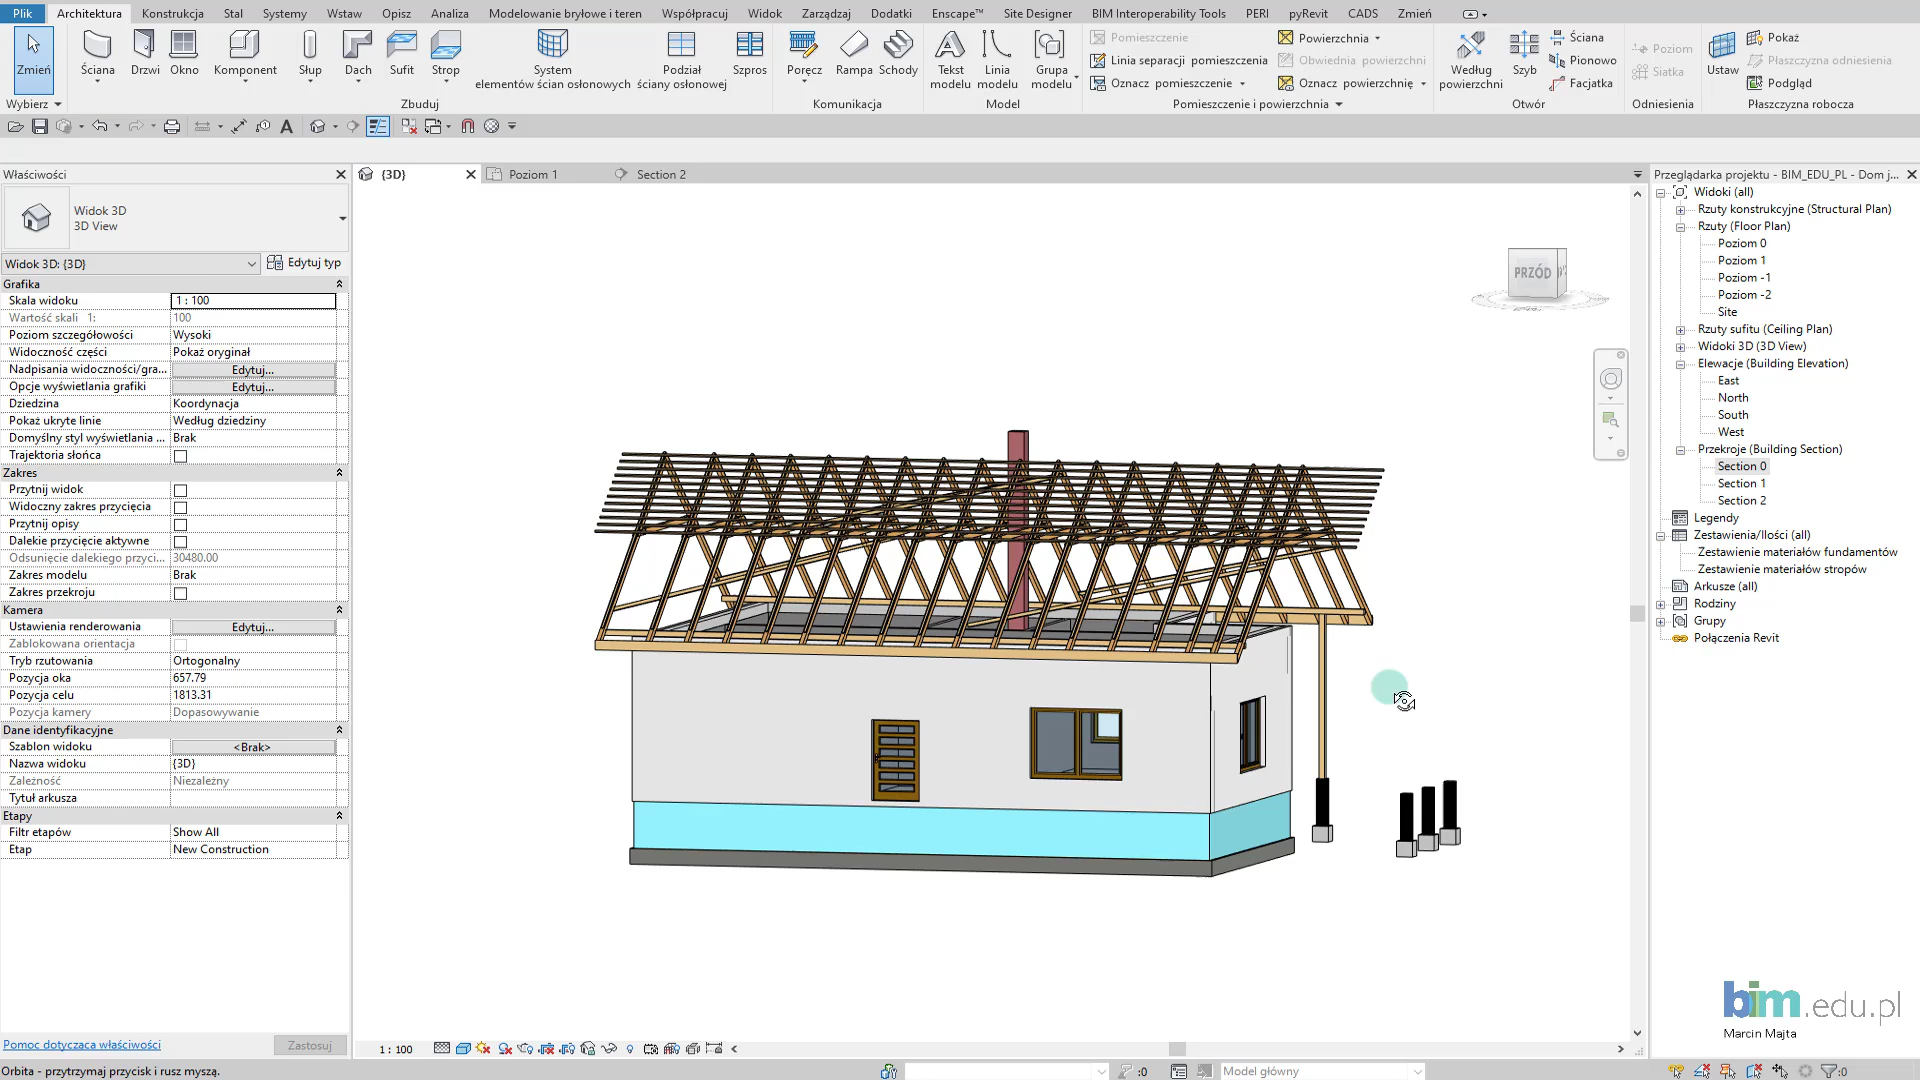 Plik Architektura Konstrukcja Stal Systemy Wstaw Opisz Analiza Modelowanie bryłowe i teren Współpracuj Widok Zarządzaj Dodatki Enscape™ Site Designer BIM Interoperability Tools PERI pyRevit CADS Zmień
Zmień Ściana Drzwi Okno Komponent Słup Dach Sufit Strop System elementów ścian osłonowych Podział ściany osłonowej Szpros Poręcz Rampa Schody Tekst modelu Linia modelu Grupa modelu
Pomieszczenie Powierzchnia
Linia separacji pomieszczenia Obwiednia powierzchni
Oznacz pomieszczenie Oznacz powierzchnię
Według powierzchni Szyb Ściana Pionowo Facjatka
Poziom Siatka Ustaw Pokaż Płaszczyzna odniesienia Podgląd
Wybierz Zbuduj Komunikacja Model Pomieszczenie i powierzchnia Otwór Odniesienia Płaszczyzna robocza
Właściwości
{3D} Poziom 1 Section 2
Widok 3D
3D View
Widok 3D: {3D} Edytuj typ
Grafika
Skala widoku 1 : 100
Wartość skali 1: 100
Poziom szczegółowości Wysoki
Widoczność części Pokaż oryginał
Nadpisania widoczności/gra... Edytuj...
Opcje wyświetlania grafiki Edytuj...
Dziedzina Koordynacja
Pokaż ukryte linie Według dziedziny
Domyślny styl wyświetlania ... Brak
Trajektoria słońca
Zakres
Przytnij widok
Widoczny zakres przycięcia
Przytnij opisy
Dalekie przycięcie aktywne
Odsunięcie dalekiego przyci... 30480.00
Zakres modelu Brak
Zakres przekroju
Kamera
Ustawienia renderowania Edytuj...
Zablokowana orientacja
Tryb rzutowania Ortogonalny
Pozycja oka 657.79
Pozycja celu 1813.31
Pozycja kamery Dopasowywanie
Dane identyfikacyjne
Szablon widoku <Brak>
Nazwa widoku {3D}
Zależność Niezależny
Tytuł arkusza
Etapy
Filtr etapów Show All
Etap New Construction
Pomoc dotycząca właściwości Zastosuj
PRZÓD
1 : 100
Przeglądarka projektu - BIM_EDU_PL - Dom j...
Widoki (all)
Rzuty konstrukcyjne (Structural Plan)
Rzuty (Floor Plan)
Poziom 0
Poziom 1
Poziom -1
Poziom -2
Site
Rzuty sufitu (Ceiling Plan)
Widoki 3D (3D View)
Elewacje (Building Elevation)
East
North
South
West
Przekroje (Building Section)
Section 0
Section 1
Section 2
Legendy
Zestawienia/Ilości (all)
Zestawienie materiałów fundamentów
Zestawienie materiałów stropów
Arkusze (all)
Rodziny
Grupy
Połączenia Revit
bim.edu.pl
Marcin Majta
Orbita - przytrzymaj przycisk i rusz myszą. :0 Model główny :0